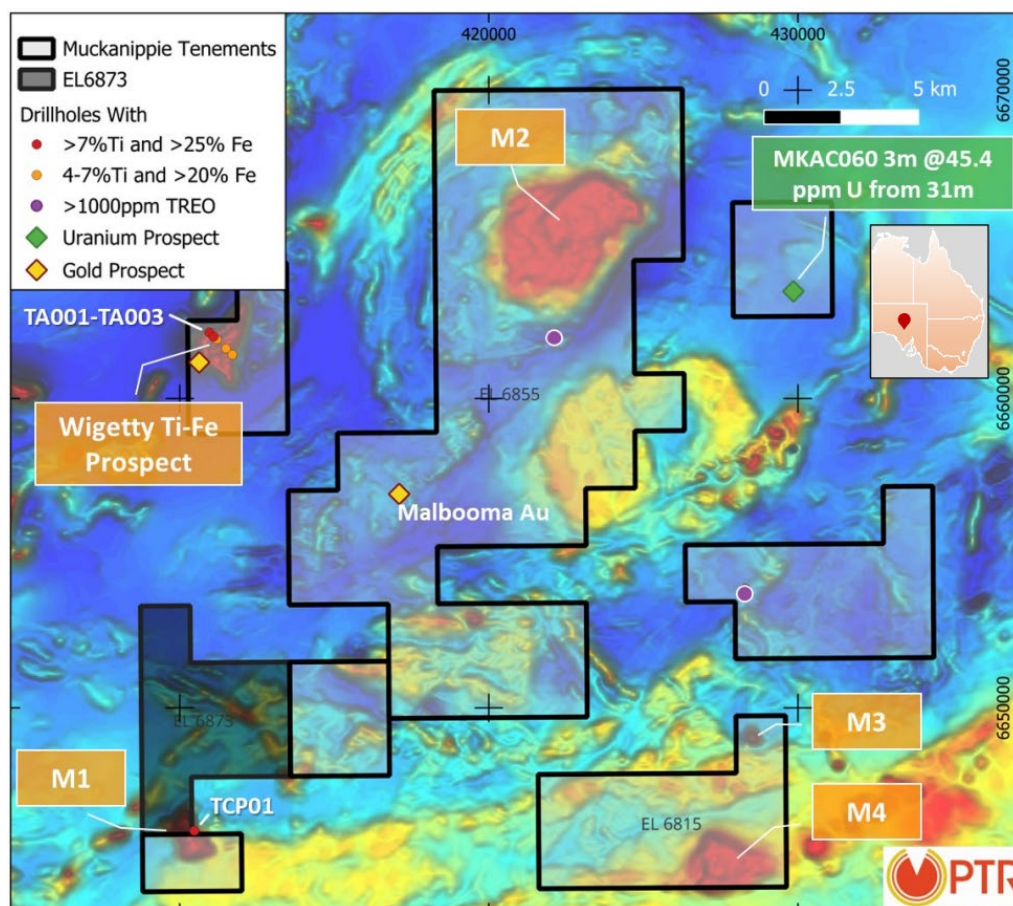 Muckanippie Tenements
EL6873
Drillholes With
>7%Ti and >25% Fe
4-7%Ti and >20% Fe
>1000ppm TREO
Uranium Prospect
Gold Prospect
420000
430000
0 2.5 5 km
6670000
M2
MKAC060 3m @45.4
ppm U from 31m
TA001-TA003
EL 6855
6660000
Wigetty Ti-Fe
Prospect
Malbooma Au
EL 6873
6650000
M3
M1
TCP01
EL 6815
M4
PTR